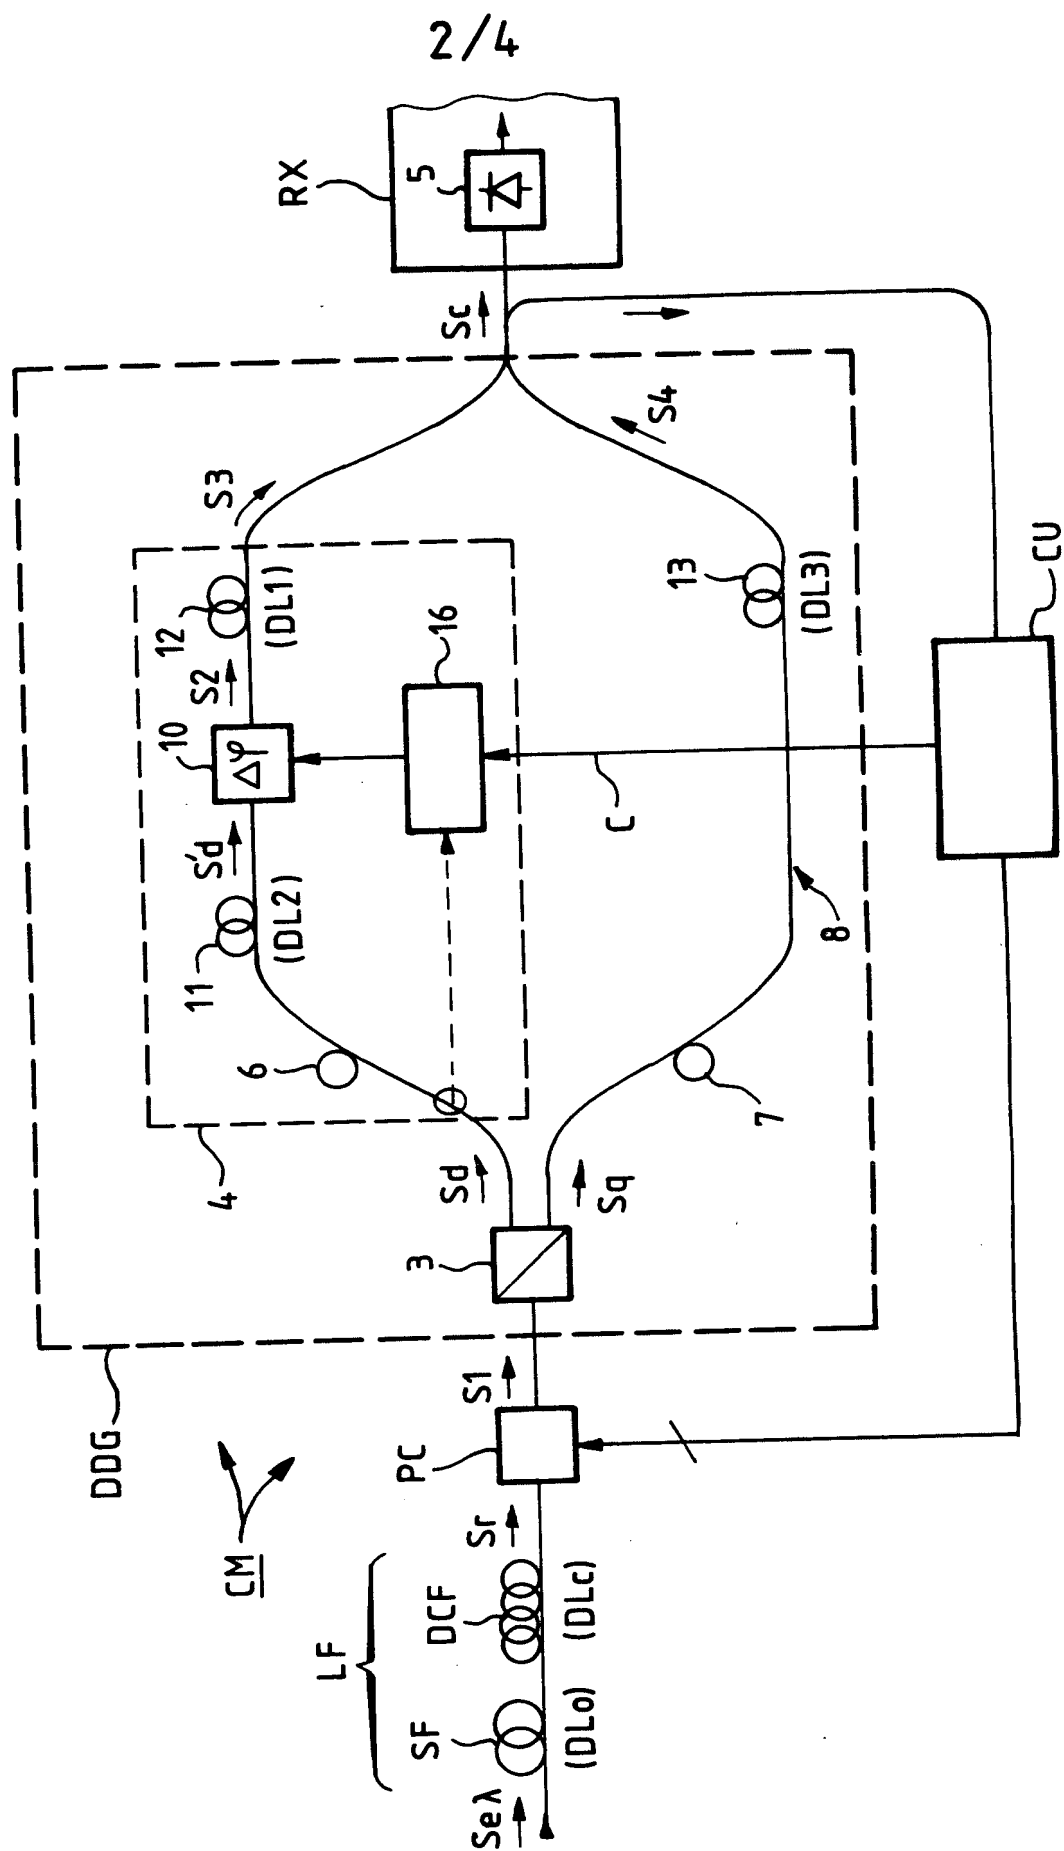 2/4
RX
5
Sc
S3
S4
12
(DL1)
S2
10
Δφ
S'd
11
(DL2)
16
C
13
(DL3)
8
CU
6
7
4
Sd
Sq
3
DDG
CM
S1
PC
Sr
LF
DCF
(DLc)
SF
(DLo)
Seλ